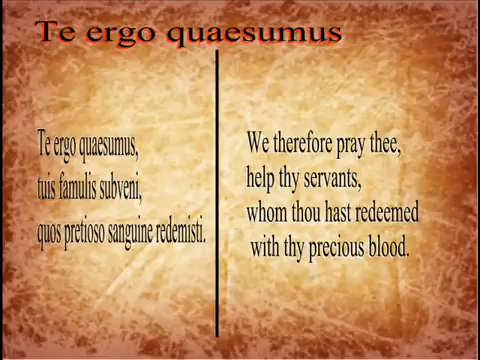 Te ergo quaesumus
Te ergo quaesumus,
tuis famulis subveni,
quos pretioso sanguine redemisti.
We therefore pray thee,
help thy servants,
whom thou hast redeemed
with thy precious blood.